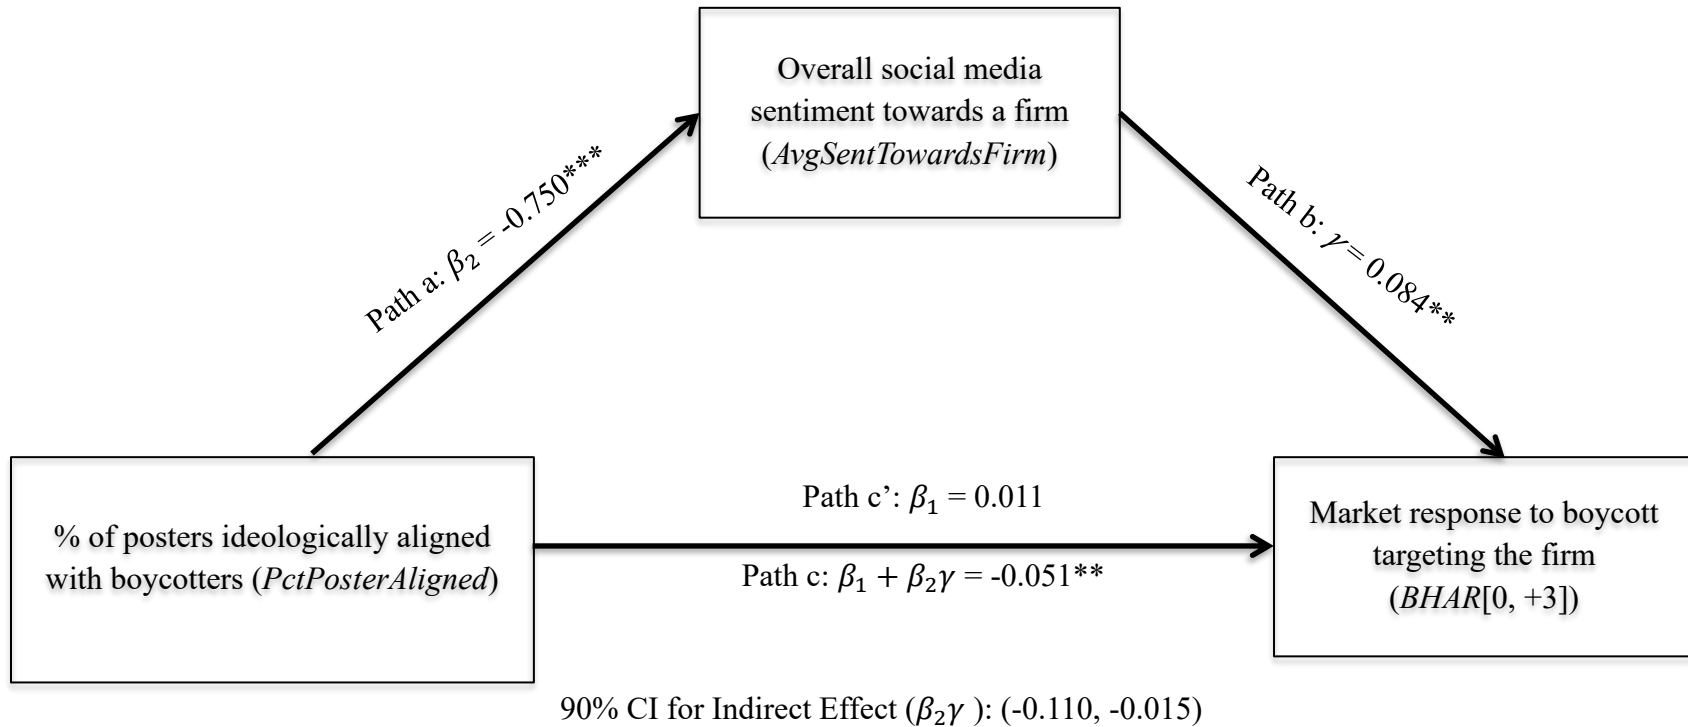 Overall social media
sentiment towards a firm
(AvgSentTowardsFirm)
Path a: β₂ = -0.750***
Path b: γ = 0.084**
% of posters ideologically aligned
with boycotters (PctPosterAligned)
Path c’: β₁ = 0.011
Path c: β₁ + β₂γ = -0.051**
Market response to boycott
targeting the firm
(BHAR[0, +3])
90% CI for Indirect Effect (β₂γ ): (-0.110, -0.015)